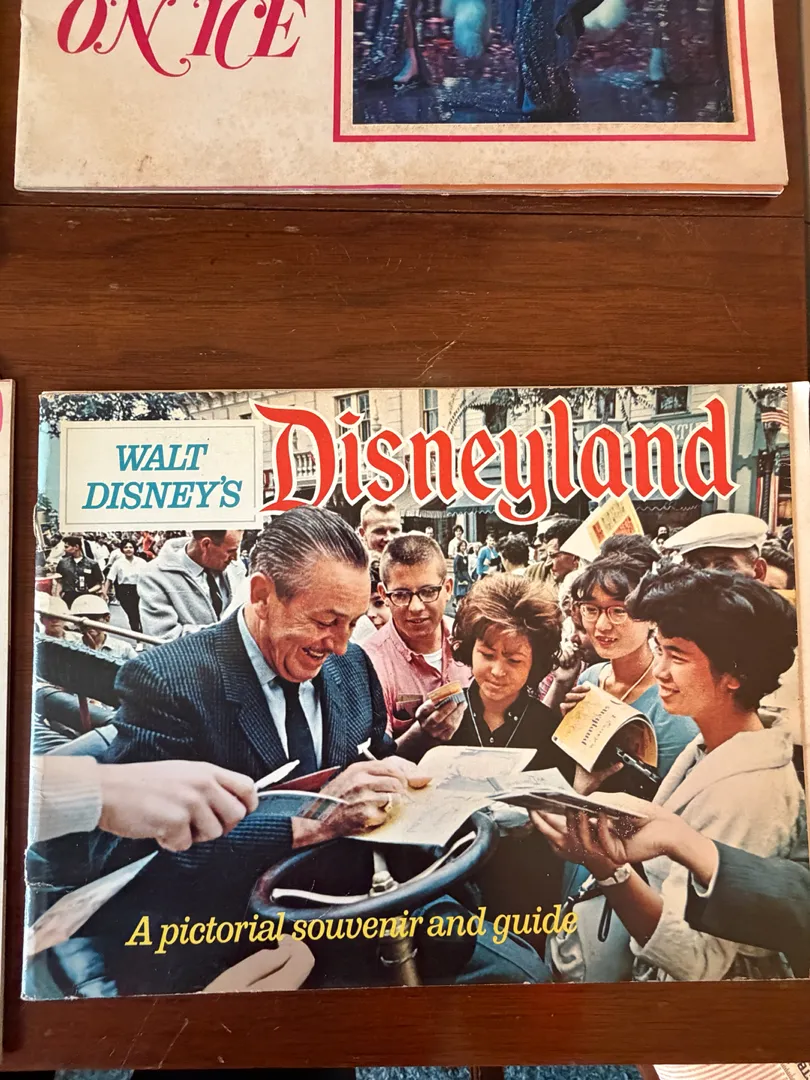 ON ICE
WALT
DISNEY'S
Disneyland
A pictorial souvenir and guide